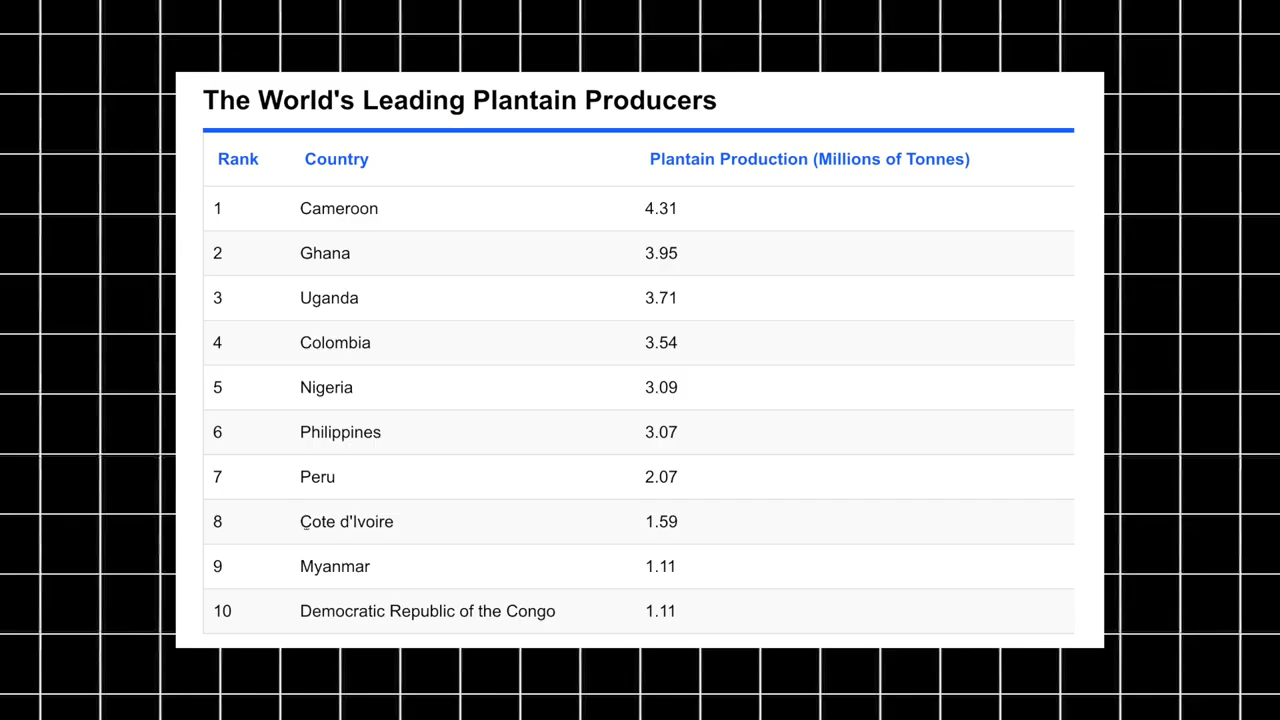 The World's Leading Plantain Producers
Rank Country Plantain Production (Millions of Tonnes)
1 Cameroon 4.31
2 Ghana 3.95
3 Uganda 3.71
4 Colombia 3.54
5 Nigeria 3.09
6 Philippines 3.07
7 Peru 2.07
8 Cote d'Ivoire 1.59
9 Myanmar 1.11
10 Democratic Republic of the Congo 1.11